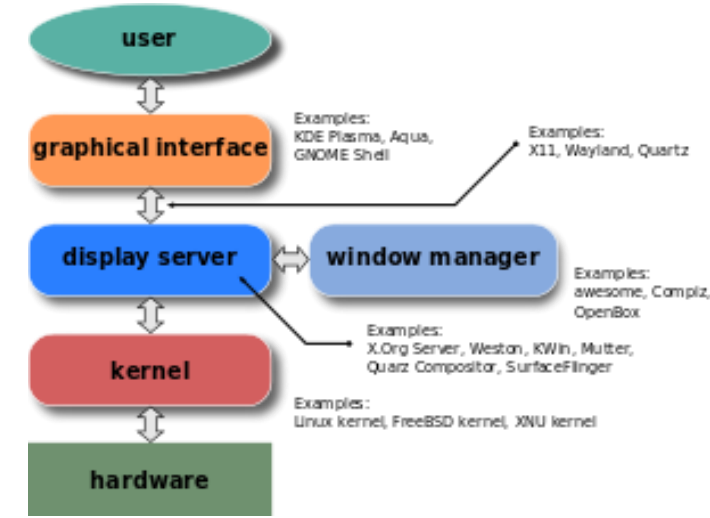 user
graphical interface
Examples:
KDE Plasma, Aqua,
GNOME Shell
Examples:
X11, Wayland, Quartz
display server
window manager
Examples:
awesome, Compiz,
OpenBox
Examples:
X.Org Server, Weston, KWin, Mutter,
Quarz Compositor, SurfaceFlinger
kernel
Examples:
Linux kernel, FreeBSD kernel, XNU kernel
hardware